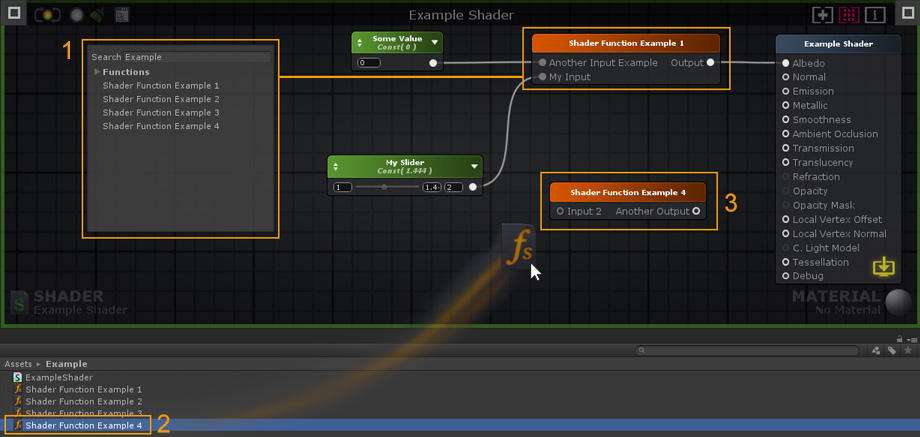 Example Shader
1
Search Example
Functions
Shader Function Example 1
Shader Function Example 2
Shader Function Example 3
Shader Function Example 4
Some Value
Const( 0 )
0
My Slider
Const( 1.444 )
1
1.4
2
Shader Function Example 1
Another Input Example
Output
My Input
Shader Function Example 4
Input 2
Another Output
3
fs
Example Shader
Albedo
Normal
Emission
Metallic
Smoothness
Ambient Occlusion
Transmission
Translucency
Refraction
Opacity
Opacity Mask
Local Vertex Offset
Local Vertex Normal
C. Light Model
Tessellation
Debug
S
SHADER
Example Shader
MATERIAL
No Material
Assets
Example
ExampleShader
Shader Function Example 1
Shader Function Example 2
Shader Function Example 3
Shader Function Example 4
2